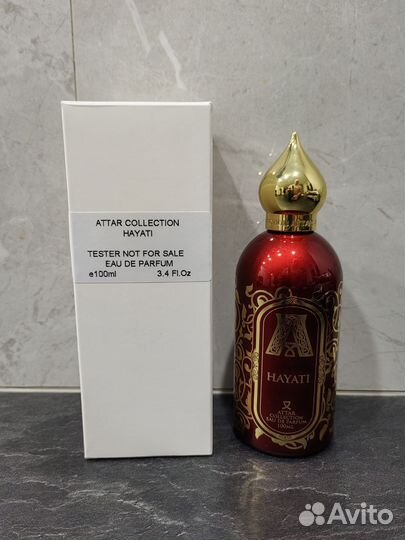 ATTAR COLLECTION
HAYATI
TESTER NOT FOR SALE
EAU DE PARFUM
e100ml 3.4 Fl.Oz
HAYATI
ATTAR
COLLECTION
EAU DE PARFUM
100ML
Avito